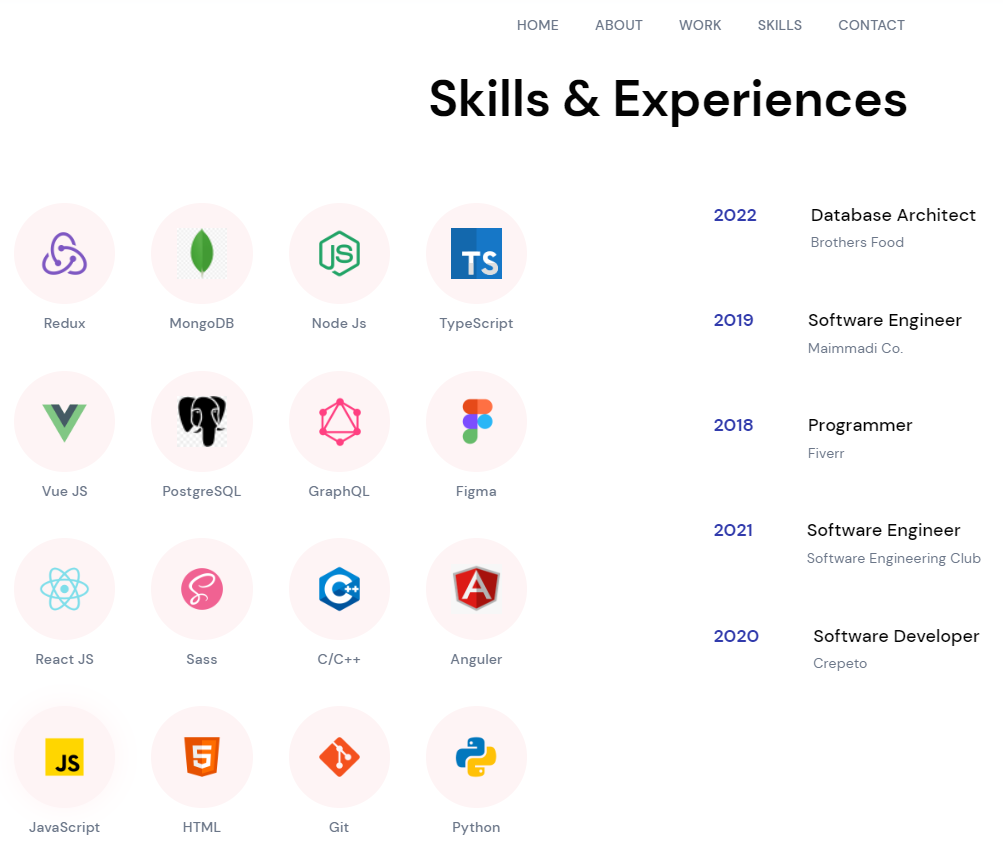 HOME ABOUT WORK SKILLS CONTACT
Skills & Experiences
JS TS
Redux MongoDB Node Js TypeScript
Vue JS PostgreSQL GraphQL Figma
C++ A
React JS Sass C/C++ Anguler
JS 5
JavaScript HTML Git Python
2022 Database Architect
Brothers Food
2019 Software Engineer
Maimmadi Co.
2018 Programmer
Fiverr
2021 Software Engineer
Software Engineering Club
2020 Software Developer
Crepeto